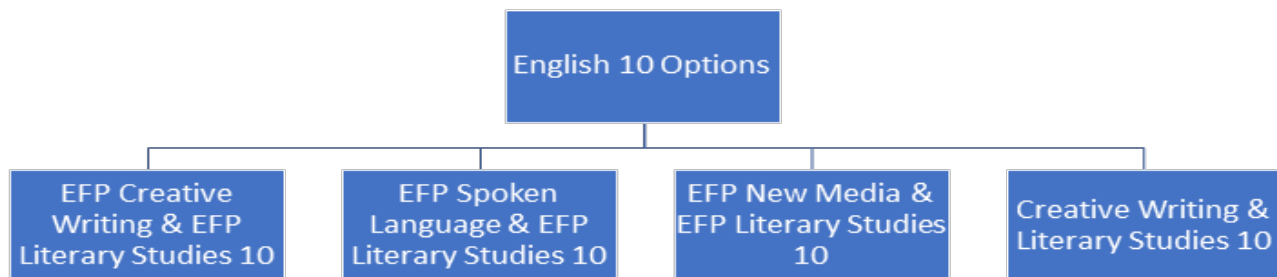 English 10 Options
EFP Creative
Writing & EFP
Literary Studies 10
EFP Spoken
Language & EFP
Literary Studies 10
EFP New Media &
EFP Literary Studies
10
Creative Writing &
Literary Studies 10